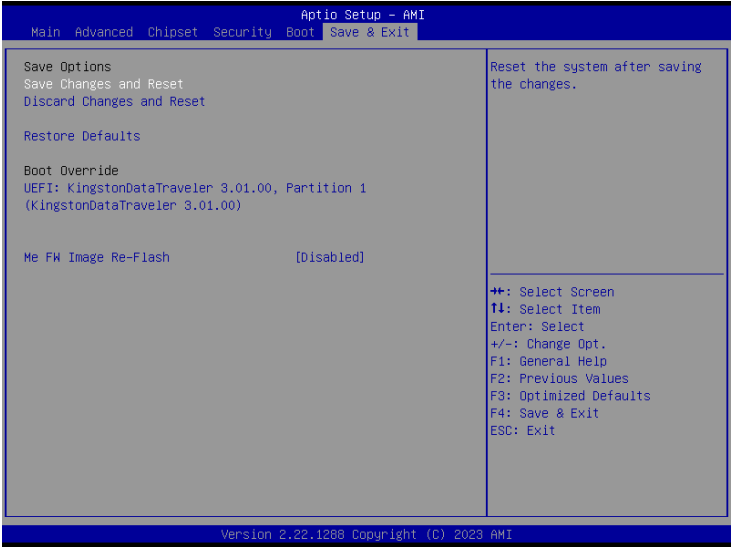 Aptio Setup - AMI
Main Advanced Chipset Security Boot Save & Exit
Save Options
Save Changes and Reset
Discard Changes and Reset
Restore Defaults
Boot Override
UEFI: KingstonDataTraveler 3.01.00, Partition 1
(KingstonDataTraveler 3.01.00)
Me FW Image Re-Flash [Disabled]
Reset the system after saving
the changes.
→←: Select Screen
↑↓: Select Item
Enter: Select
+/-: Change Opt.
F1: General Help
F2: Previous Values
F3: Optimized Defaults
F4: Save & Exit
ESC: Exit
Version 2.22.1288 Copyright (C) 2023 AMI